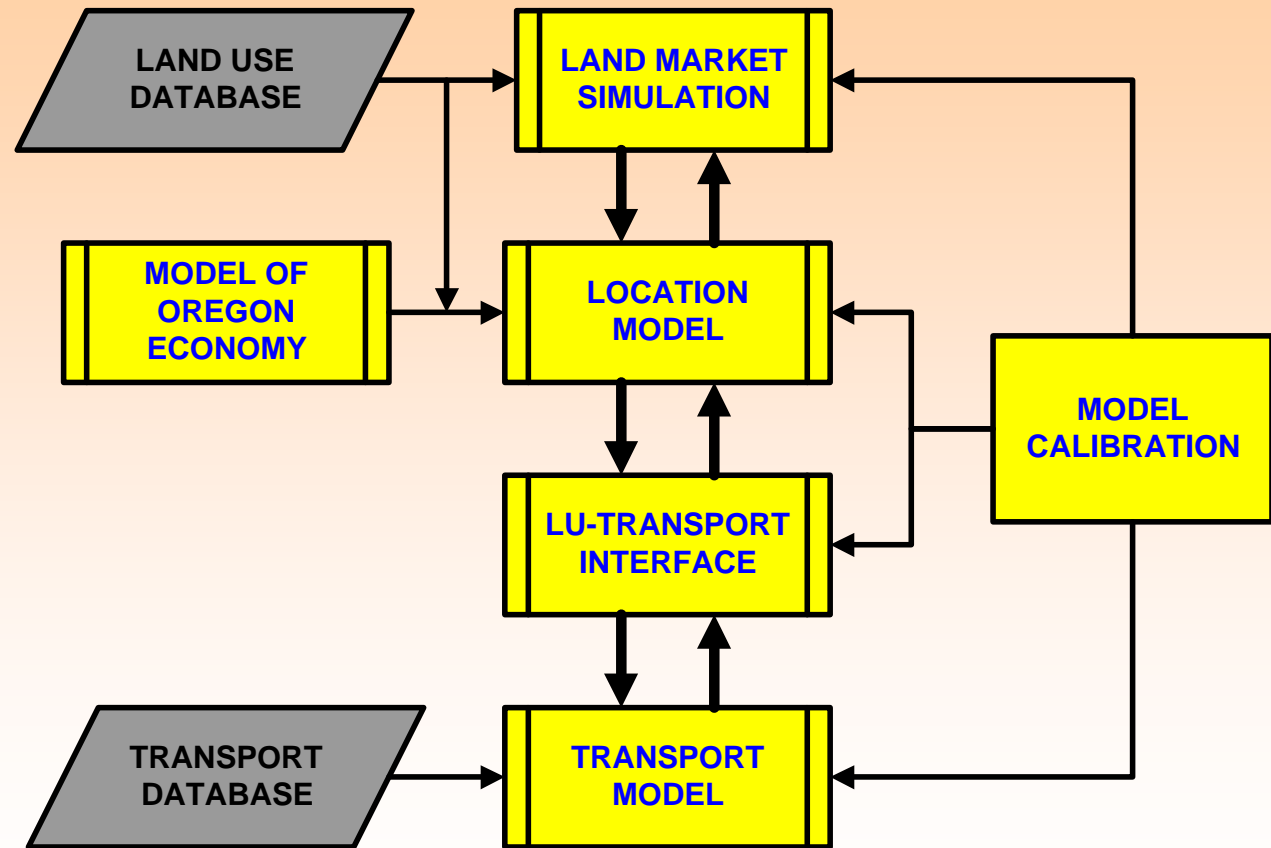 LAND USE
DATABASE
LAND MARKET
SIMULATION
MODEL OF
OREGON
ECONOMY
LOCATION
MODEL
MODEL
CALIBRATION
LU-TRANSPORT
INTERFACE
TRANSPORT
DATABASE
TRANSPORT
MODEL